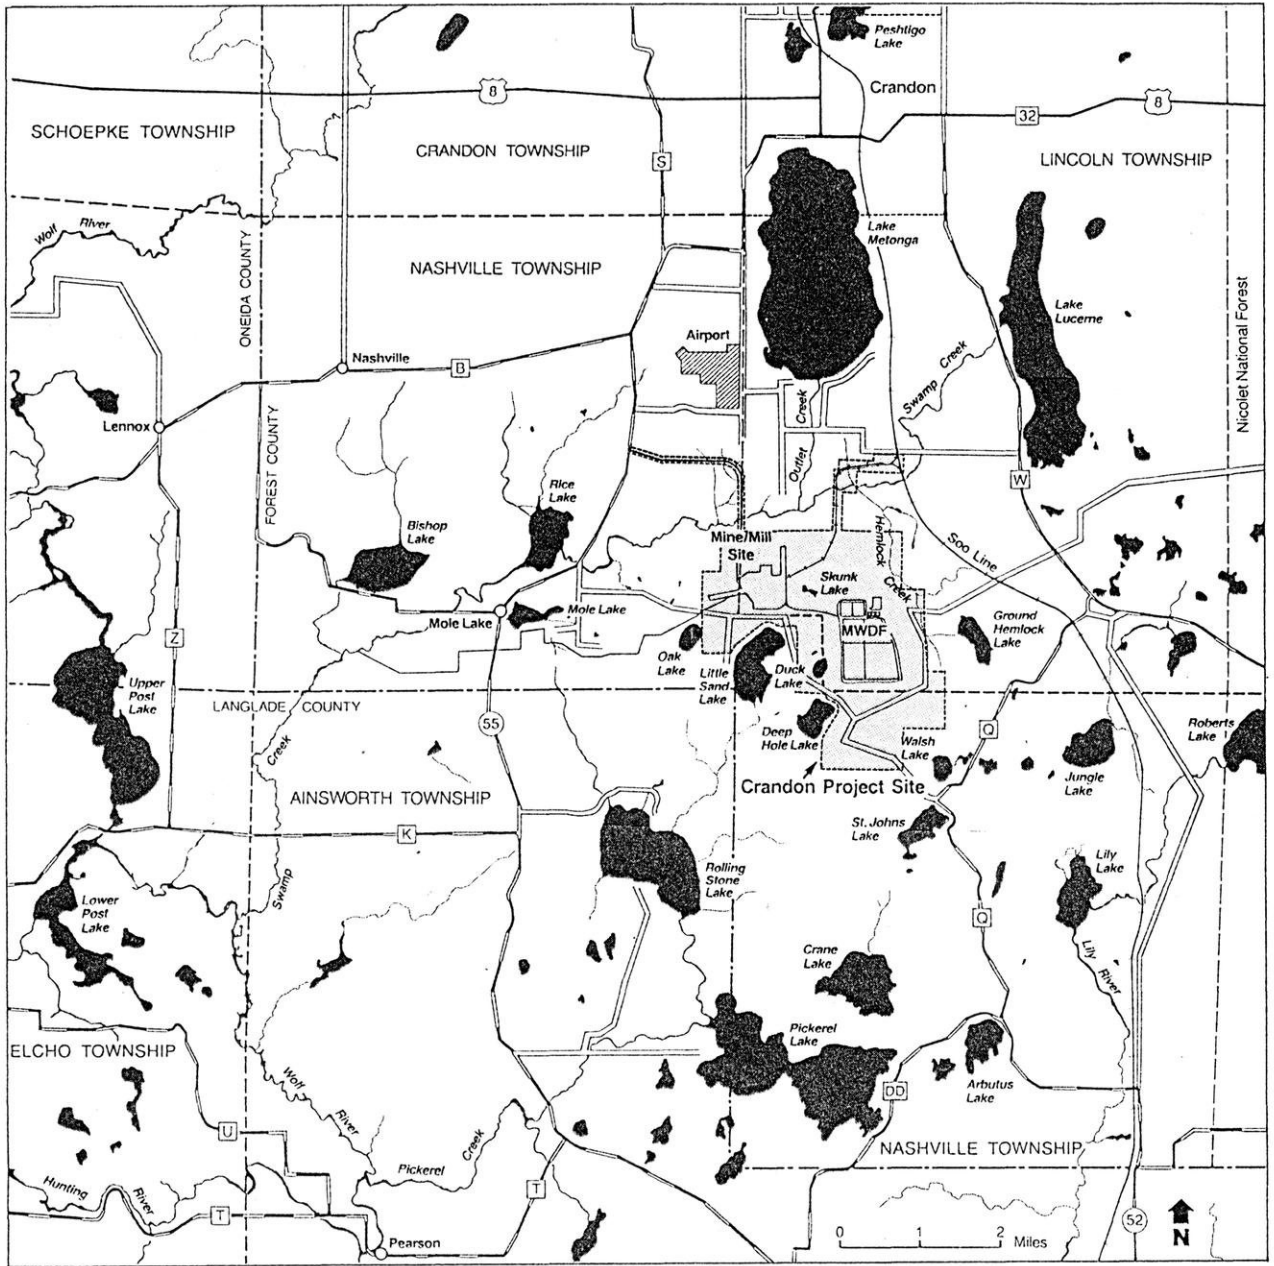 Peshtigo
Lake
Crandon
8
32
8
SCHOEPKE TOWNSHIP
CRANDON TOWNSHIP
S
LINCOLN TOWNSHIP
Wolf River
Lake
Metonga
NASHVILLE TOWNSHIP
ONEIDA COUNTY
Lake
Lucerne
Nicolet National Forest
Airport
Nashville
B
Swamp Creek
Lennox
FOREST COUNTY
Outlet Creek
W
Rice
Lake
Bishop
Lake
Mine/Mill
Site
Hemlock Creek
Soo Line
Skunk
Lake
Mole Lake
Mole Lake
MWDF
Ground
Hemlock
Lake
Z
Oak
Lake
Little
Sand
Lake
Duck
Lake
Upper
Post
Lake
LANGLADE COUNTY
55
Deep
Hole Lake
Walsh
Lake
Q
Roberts
Lake
Creek
Jungle
Lake
Crandon Project Site
AINSWORTH TOWNSHIP
K
St. Johns
Lake
Swamp
Rolling
Stone
Lake
Lily
Lake
Lower
Post
Lake
Q
Crane
Lake
Lily River
Pickerel
Lake
ELCHO TOWNSHIP
Wolf River
Arbutus
Lake
DD
U
Pickerel Creek
NASHVILLE TOWNSHIP
Hunting River
T
T
Pearson
0 1 2
Miles
52
N